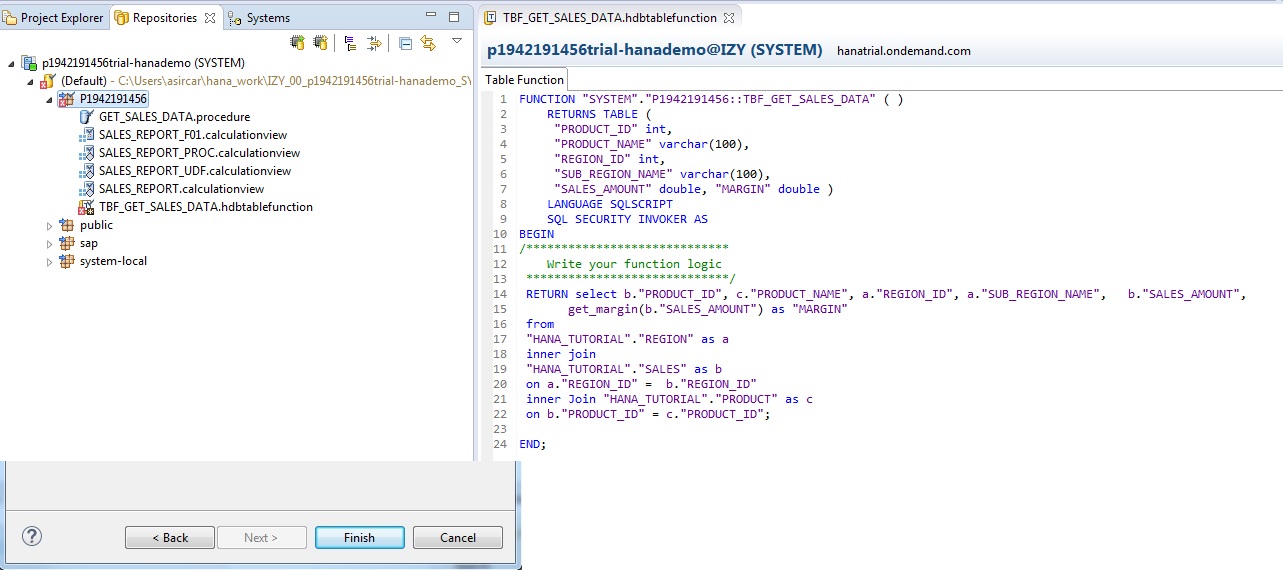 Project Explorer Repositories Systems
p1942191456trial-hanademo (SYSTEM)
(Default) - C:\Users\asircar\hana_work\IZY_00_p1942191456trial-hanademo_SY
P1942191456
GET_SALES_DATA.procedure
SALES_REPORT_F01.calculationview
SALES_REPORT_PROC.calculationview
SALES_REPORT_UDF.calculationview
SALES_REPORT.calculationview
TBF_GET_SALES_DATA.hdbtablefunction
public
sap
system-local
TBF_GET_SALES_DATA.hdbtablefunction
p1942191456trial-hanademo@IZY (SYSTEM) hanatrial.ondemand.com
Table Function
1 FUNCTION "SYSTEM"."P1942191456::TBF_GET_SALES_DATA" ( )
2 RETURNS TABLE (
3 "PRODUCT_ID" int,
4 "PRODUCT_NAME" varchar(100),
5 "REGION_ID" int,
6 "SUB_REGION_NAME" varchar(100),
7 "SALES_AMOUNT" double, "MARGIN" double )
8 LANGUAGE SQLSCRIPT
9 SQL SECURITY INVOKER AS
10 BEGIN
11 /*****************************
12 Write your function logic
13 *****************************/
14 RETURN select b."PRODUCT_ID", c."PRODUCT_NAME", a."REGION_ID", a."SUB_REGION_NAME", b."SALES_AMOUNT",
15 get_margin(b."SALES_AMOUNT") as "MARGIN"
16 from
17 "HANA_TUTORIAL"."REGION" as a
18 inner join
19 "HANA_TUTORIAL"."SALES" as b
20 on a."REGION_ID" = b."REGION_ID"
21 inner Join "HANA_TUTORIAL"."PRODUCT" as c
22 on b."PRODUCT_ID" = c."PRODUCT_ID";
23
24 END;
? < Back Next > Finish Cancel